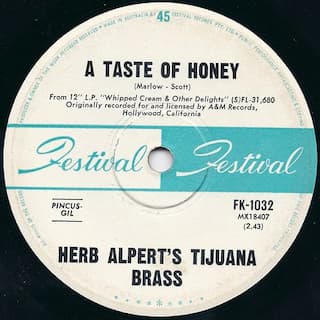 45
A TASTE OF HONEY
(Marlow - Scott)
From 12" L.P. "Whipped Cream & Other Delights" (S)FL-31,680
Originally recorded for and licensed by A&M Records,
Hollywood, California
Festival Festival
PINCUS-
GIL
FK-1032
MX18407
(2.43)
HERB ALPERT'S TIJUANA
BRASS